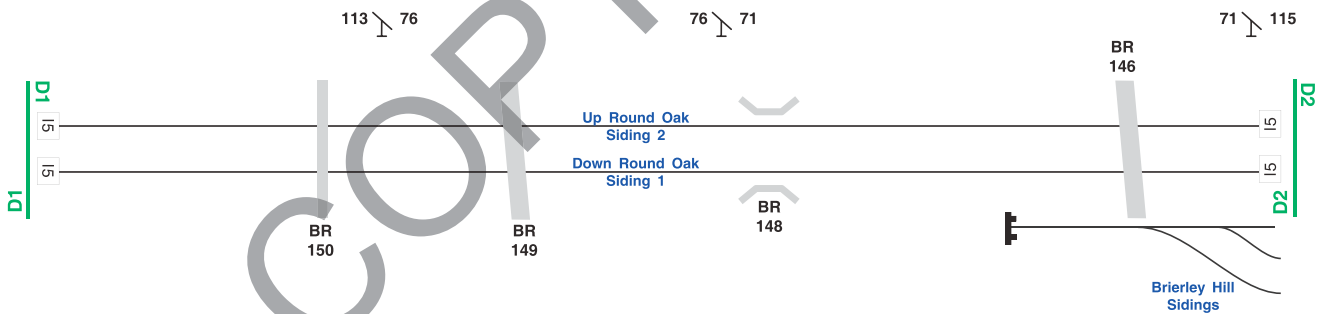 113 76
76 71
71 115
BR
146
D1
D2
15
Up Round Oak
Siding 2
15
15
Down Round Oak
Siding 1
15
D1
D2
BR
150
BR
149
BR
148
Brierley Hill
Sidings
COP